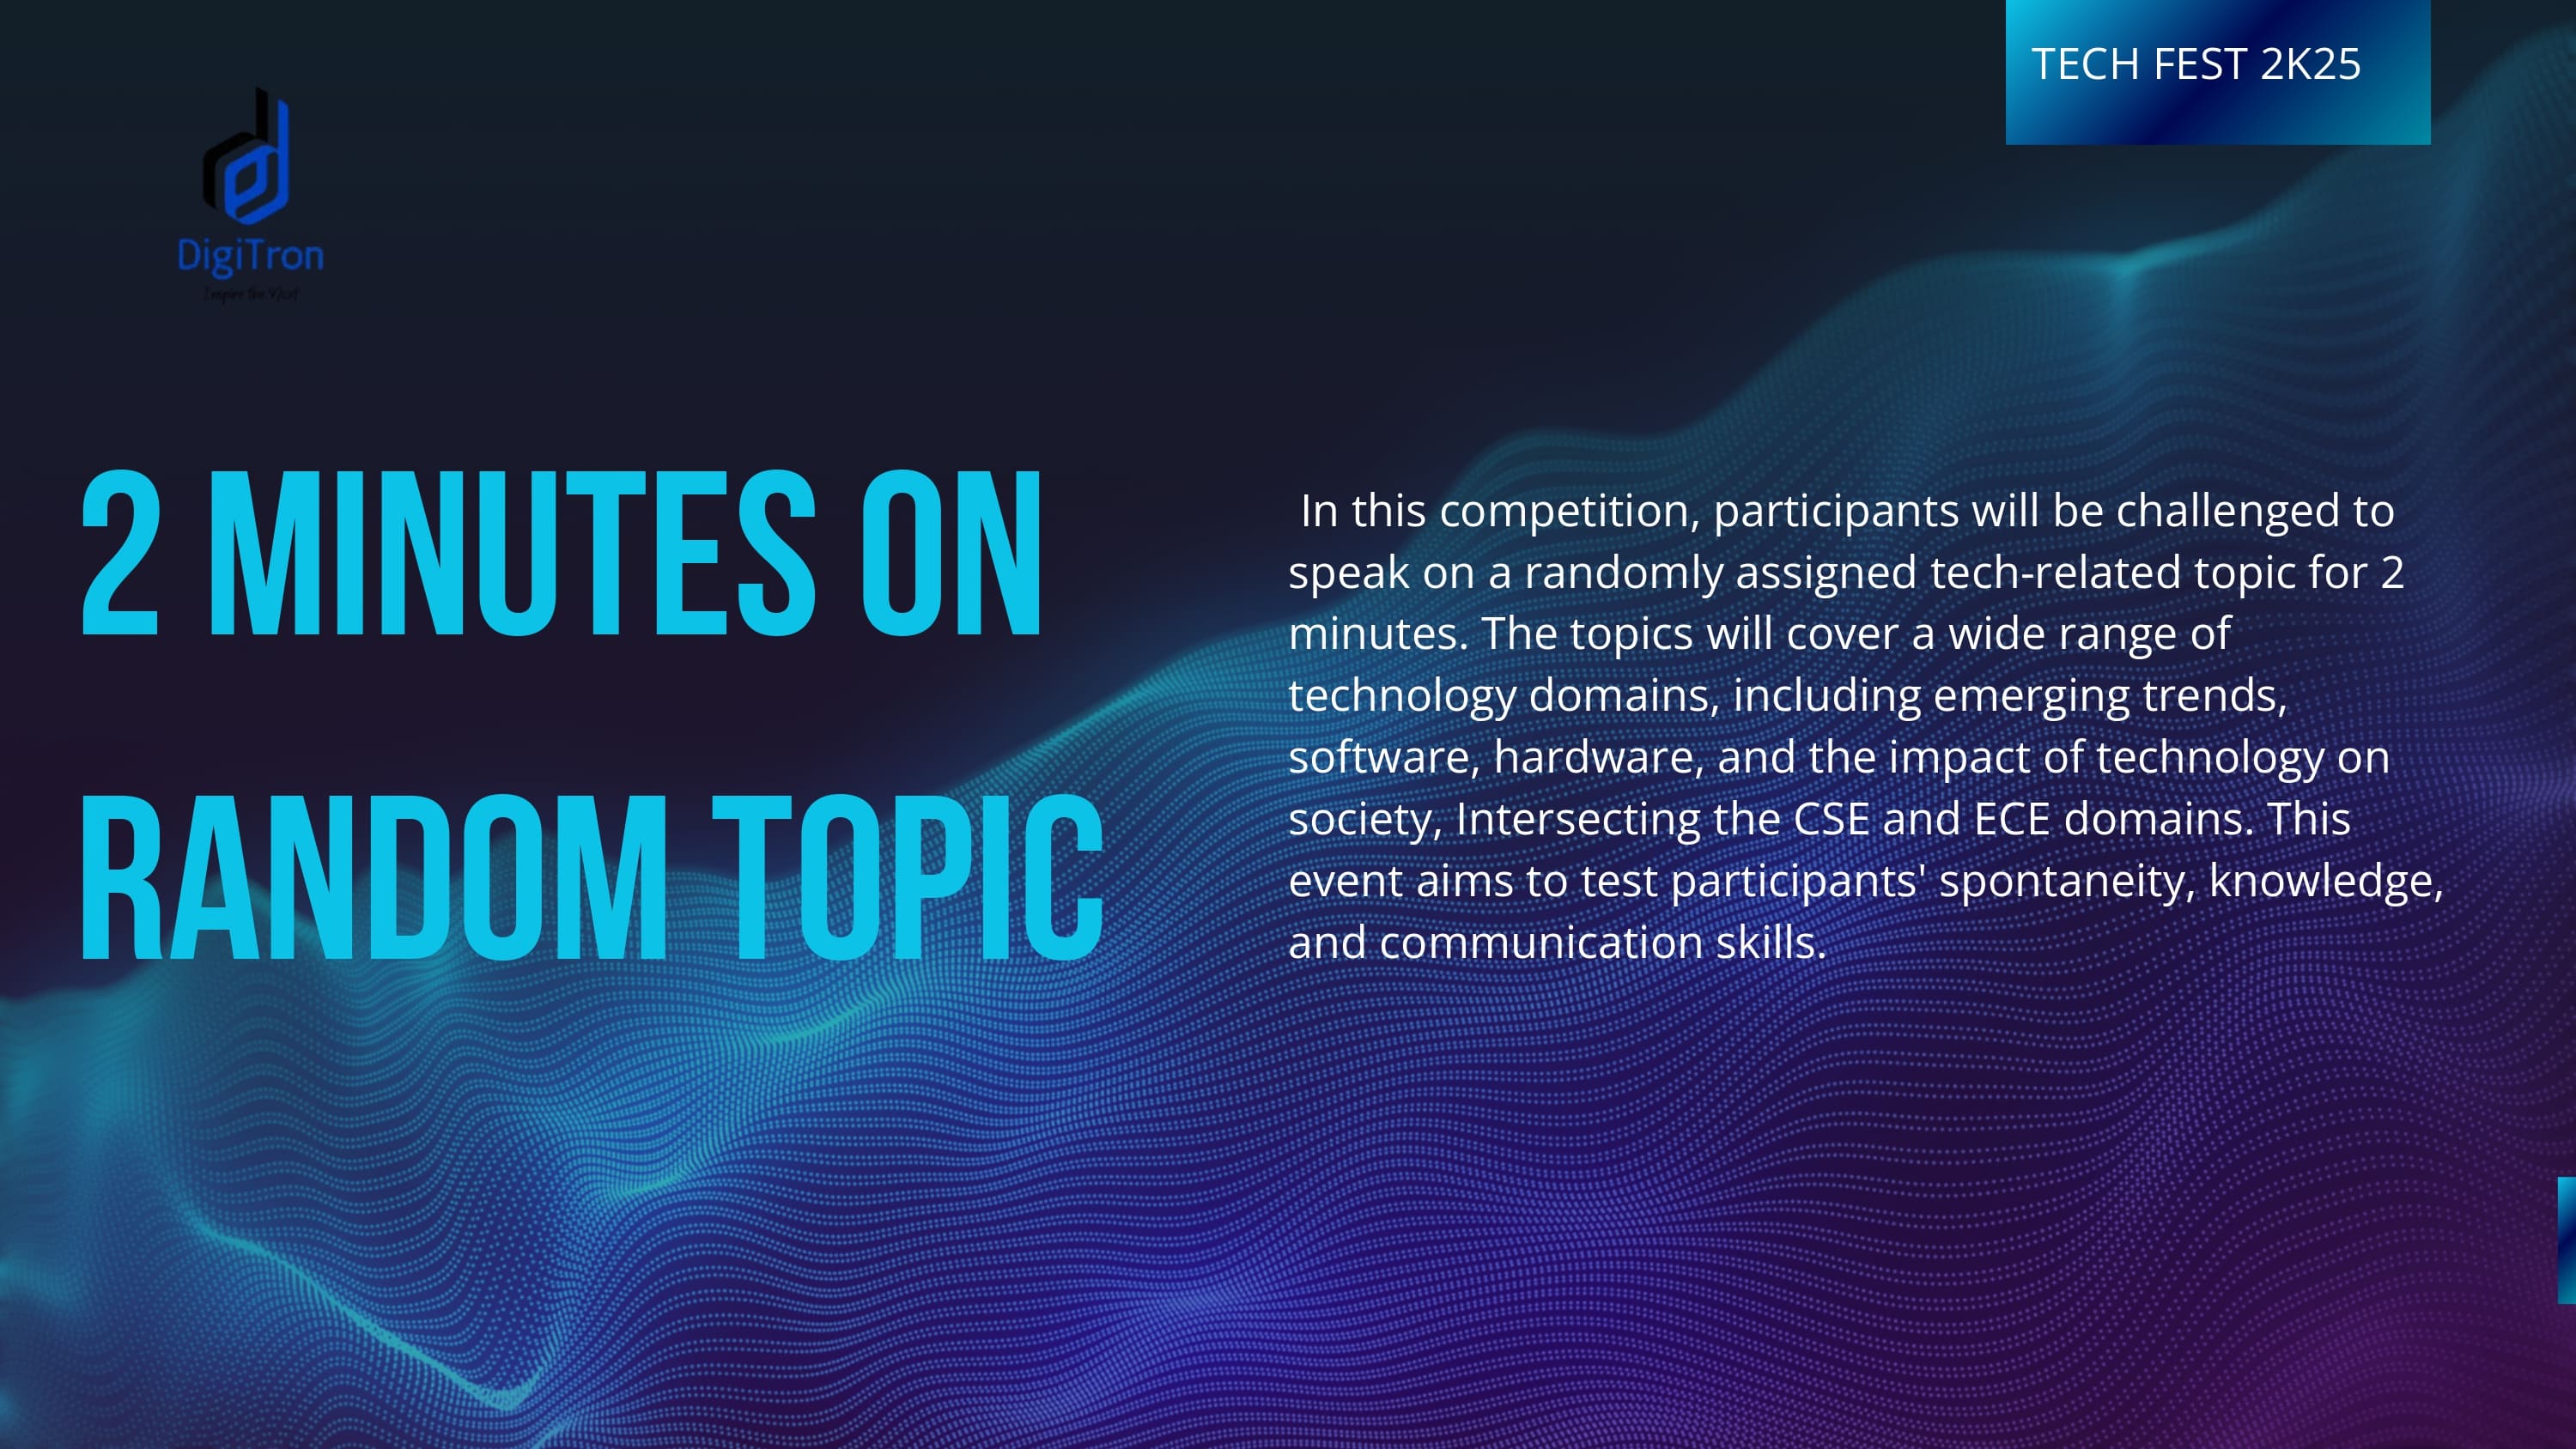 TECH FEST 2K25
DigiTron
2 MINUTES ON
RANDOM TOPIC
In this competition, participants will be challenged to
speak on a randomly assigned tech-related topic for 2
minutes. The topics will cover a wide range of
technology domains, including emerging trends,
software, hardware, and the impact of technology on
society, Intersecting the CSE and ECE domains. This
event aims to test participants' spontaneity, knowledge,
and communication skills.